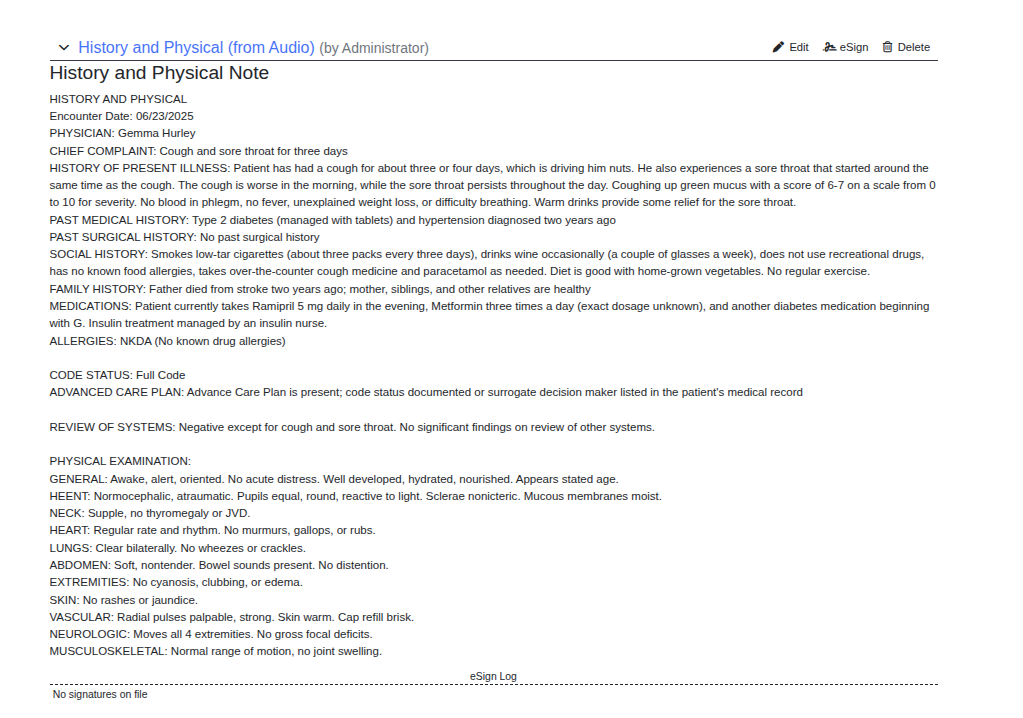 History and Physical (from Audio) (by Administrator)
Edit eSign Delete
History and Physical Note
HISTORY AND PHYSICAL
Encounter Date: 06/23/2025
PHYSICIAN: Gemma Hurley
CHIEF COMPLAINT: Cough and sore throat for three days
HISTORY OF PRESENT ILLNESS: Patient has had a cough for about three or four days, which is driving him nuts. He also experiences a sore throat that started around the
same time as the cough. The cough is worse in the morning, while the sore throat persists throughout the day. Coughing up green mucus with a score of 6-7 on a scale from 0
to 10 for severity. No blood in phlegm, no fever, unexplained weight loss, or difficulty breathing. Warm drinks provide some relief for the sore throat.
PAST MEDICAL HISTORY: Type 2 diabetes (managed with tablets) and hypertension diagnosed two years ago
PAST SURGICAL HISTORY: No past surgical history
SOCIAL HISTORY: Smokes low-tar cigarettes (about three packs every three days), drinks wine occasionally (a couple of glasses a week), does not use recreational drugs,
has no known food allergies, takes over-the-counter cough medicine and paracetamol as needed. Diet is good with home-grown vegetables. No regular exercise.
FAMILY HISTORY: Father died from stroke two years ago; mother, siblings, and other relatives are healthy
MEDICATIONS: Patient currently takes Ramipril 5 mg daily in the evening, Metformin three times a day (exact dosage unknown), and another diabetes medication beginning
with G. Insulin treatment managed by an insulin nurse.
ALLERGIES: NKDA (No known drug allergies)
CODE STATUS: Full Code
ADVANCED CARE PLAN: Advance Care Plan is present; code status documented or surrogate decision maker listed in the patient's medical record
REVIEW OF SYSTEMS: Negative except for cough and sore throat. No significant findings on review of other systems.
PHYSICAL EXAMINATION:
GENERAL: Awake, alert, oriented. No acute distress. Well developed, hydrated, nourished. Appears stated age.
HEENT: Normocephalic, atraumatic. Pupils equal, round, reactive to light. Sclerae nonicteric. Mucous membranes moist.
NECK: Supple, no thyromegaly or JVD.
HEART: Regular rate and rhythm. No murmurs, gallops, or rubs.
LUNGS: Clear bilaterally. No wheezes or crackles.
ABDOMEN: Soft, nontender. Bowel sounds present. No distention.
EXTREMITIES: No cyanosis, clubbing, or edema.
SKIN: No rashes or jaundice.
VASCULAR: Radial pulses palpable, strong. Skin warm. Cap refill brisk.
NEUROLOGIC: Moves all 4 extremities. No gross focal deficits.
MUSCULOSKELETAL: Normal range of motion, no joint swelling.
eSign Log
No signatures on file